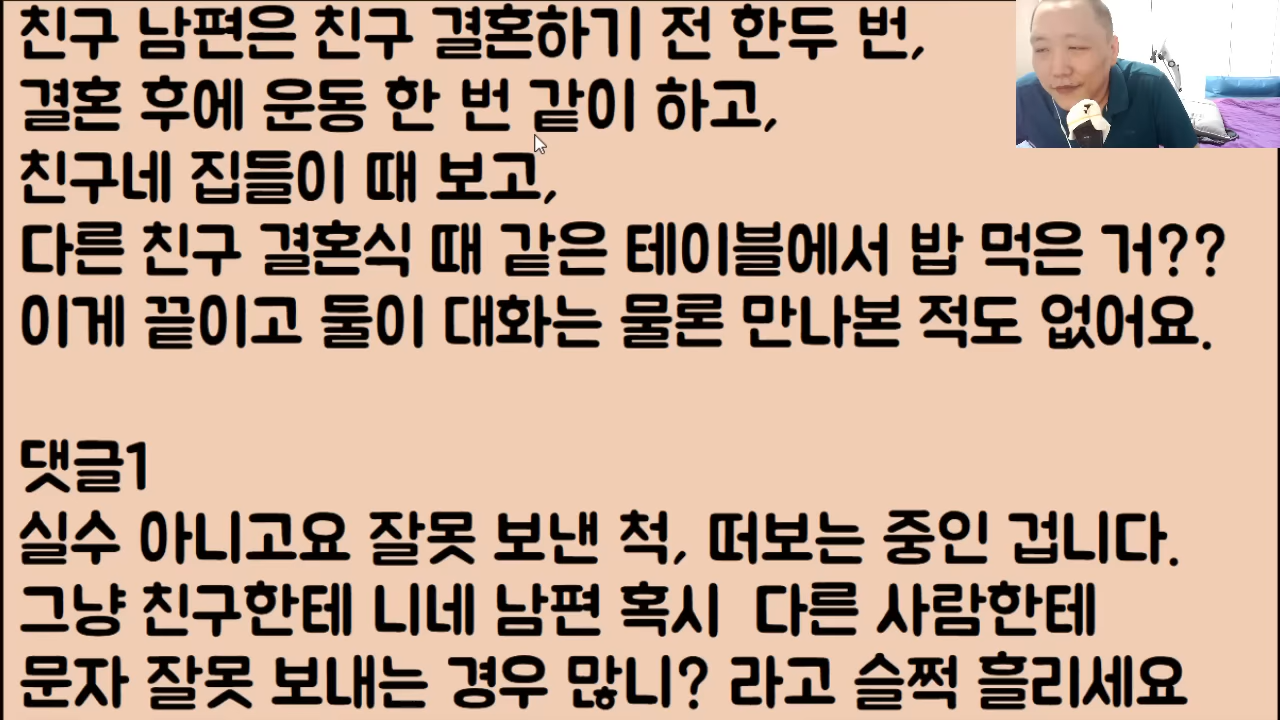 친구 남편은 친구 결혼하기 전 한두 번,
결혼 후에 운동 한 번 같이 하고,
친구네 집들이 때 보고,
다른 친구 결혼식 때 같은 테이블에서 밥 먹은 거??
이게 끝이고 둘이 대화는 물론 만나본 적도 없어요.
댓글1
실수 아니고요 잘못 보낸 척, 떠보는 중인 겁니다.
그냥 친구한테 니네 남편 혹시 다른 사람한테
문자 잘못 보내는 경우 많니? 라고 슬쩍 흘리세요